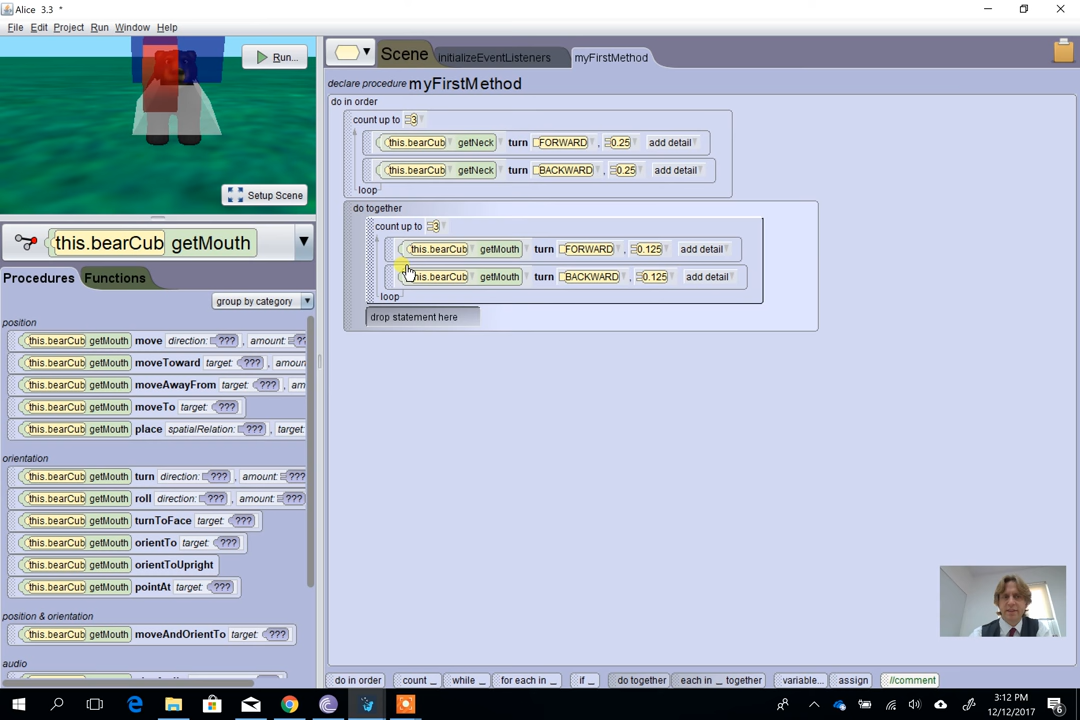 Alice 3.3 *
File Edit Project Run Window Help
Run...
Setup Scene
this.bearCub getMouth
Procedures Functions
group by category
position
this.bearCub getMouth move direction: ??? , amount: ??
this.bearCub getMouth moveToward target: ??? , amoun
this.bearCub getMouth moveAwayFrom target: ??? , am
this.bearCub getMouth moveTo target: ???
this.bearCub getMouth place spatialRelation: ??? , target:
orientation
this.bearCub getMouth turn direction: ??? , amount: ???
this.bearCub getMouth roll direction: ??? , amount: ???
this.bearCub getMouth turnToFace target: ???
this.bearCub getMouth orientTo target: ???
this.bearCub getMouth orientToUpright
this.bearCub getMouth pointAt target: ???
position & orientation
this.bearCub getMouth moveAndOrientTo target: ???
audio
Scene initializeEventListeners myFirstMethod
declare procedure myFirstMethod
do in order
count up to 3
this.bearCub getNeck turn FORWARD , 0.25 add detail
this.bearCub getNeck turn BACKWARD , 0.25 add detail
loop
do together
count up to 3
this.bearCub getMouth turn FORWARD , 0.125 add detail
this.bearCub getMouth turn BACKWARD , 0.125 add detail
loop
drop statement here
do in order count _ while _ for each in _ if _ do together each in _ together variable... assign //comment
3:12 PM
12/12/2017
6